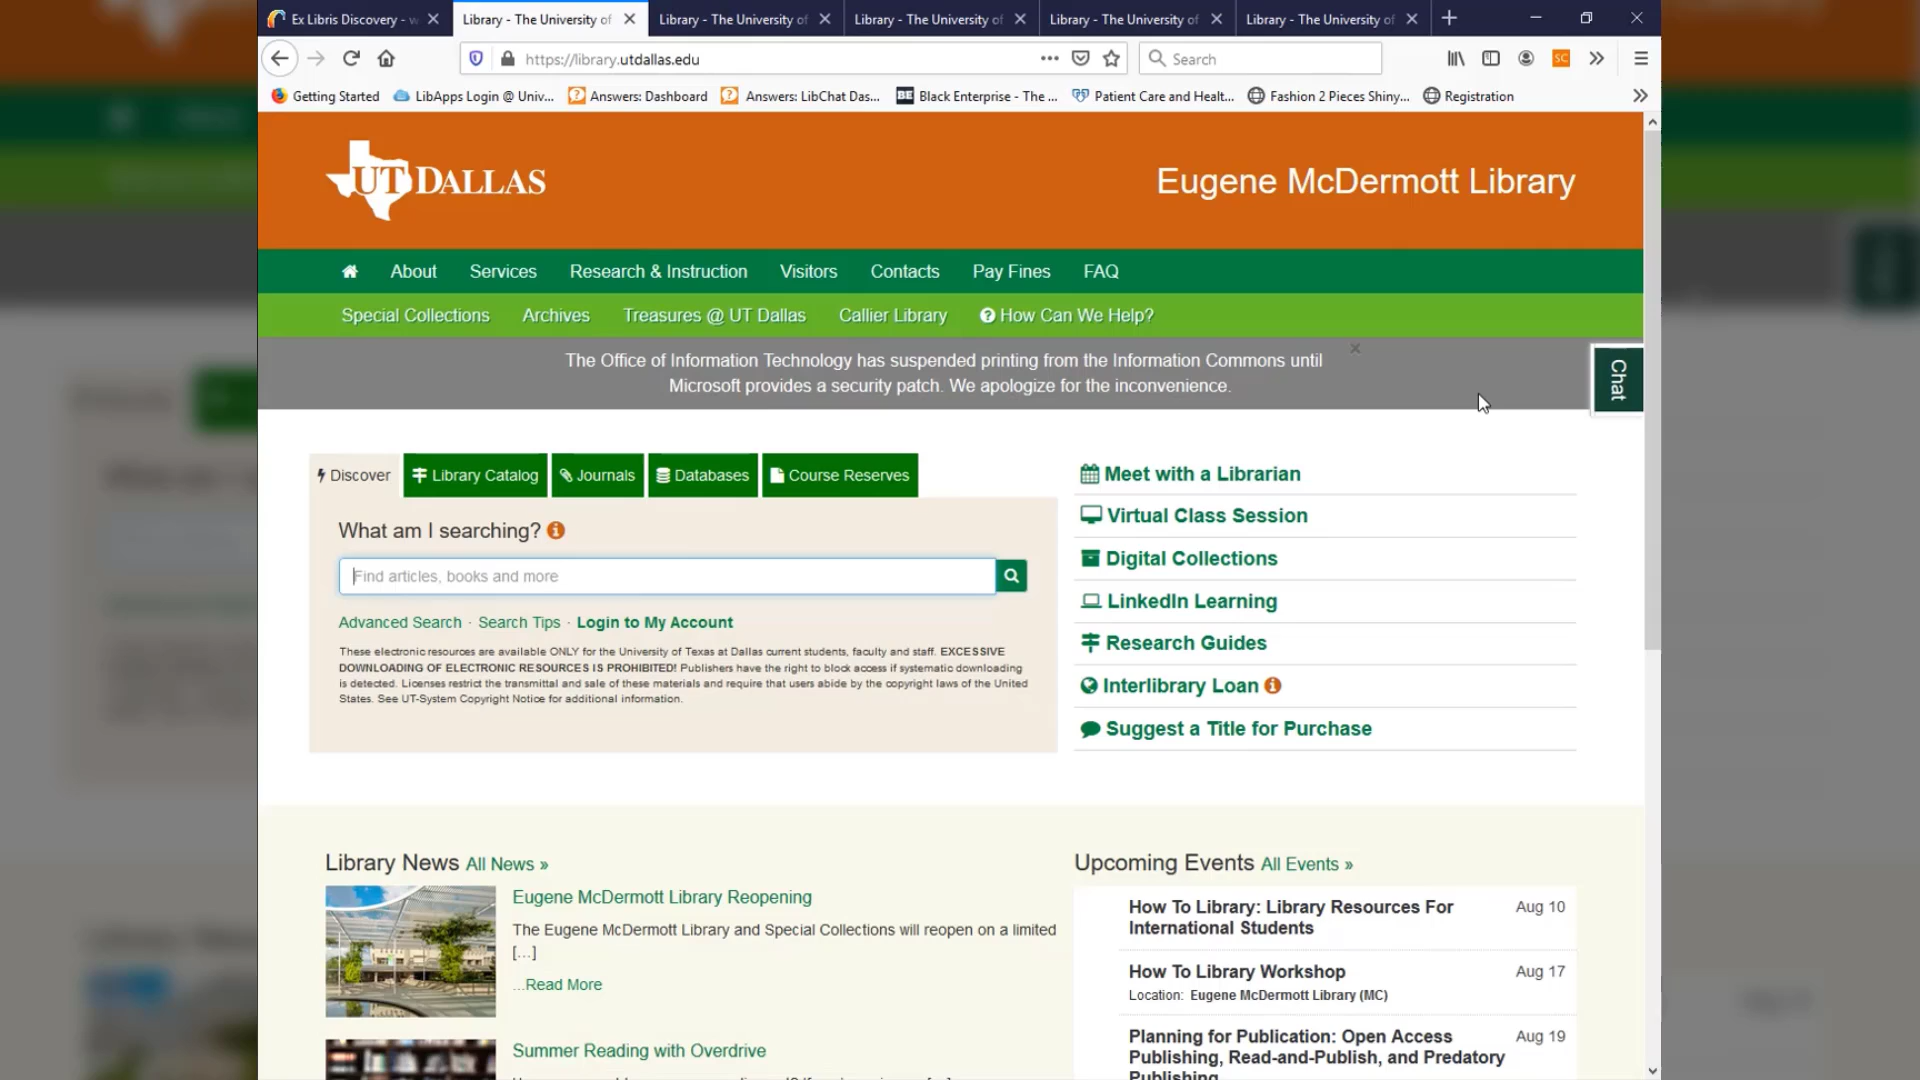 Ex Libris Discovery - w
Library - The University of
Library - The University of
Library - The University of
Library - The University of
Library - The University of
https://library.utdallas.edu
Search
Getting Started
LibApps Login @ Univ...
Answers: Dashboard
Answers: LibChat Das...
BE Black Enterprise - The ...
Patient Care and Healt...
Fashion 2 Pieces Shiny...
Registration
SC
UT DALLAS
Eugene McDermott Library
About Services Research & Instruction Visitors Contacts Pay Fines FAQ
Special Collections Archives Treasures @ UT Dallas Callier Library How Can We Help?
The Office of Information Technology has suspended printing from the Information Commons until
Microsoft provides a security patch. We apologize for the inconvenience.
Chat
Discover Library Catalog Journals Databases Course Reserves
What am I searching?
Find articles, books and more
Advanced Search · Search Tips · Login to My Account
These electronic resources are available ONLY for the University of Texas at Dallas current students, faculty and staff. EXCESSIVE
DOWNLOADING OF ELECTRONIC RESOURCES IS PROHIBITED! Publishers have the right to block access if systematic downloading
is detected. Licenses restrict the transmittal and sale of these materials and require that users abide by the copyright laws of the United
States. See UT-System Copyright Notice for additional information.
Meet with a Librarian
Virtual Class Session
Digital Collections
LinkedIn Learning
Research Guides
Interlibrary Loan
Suggest a Title for Purchase
Library News All News »
Eugene McDermott Library Reopening
The Eugene McDermott Library and Special Collections will reopen on a limited
[...]
...Read More
Summer Reading with Overdrive
Upcoming Events All Events »
How To Library: Library Resources For
International Students
Aug 10
How To Library Workshop
Aug 17
Location: Eugene McDermott Library (MC)
Planning for Publication: Open Access
Publishing, Read-and-Publish, and Predatory
Publishing
Aug 19